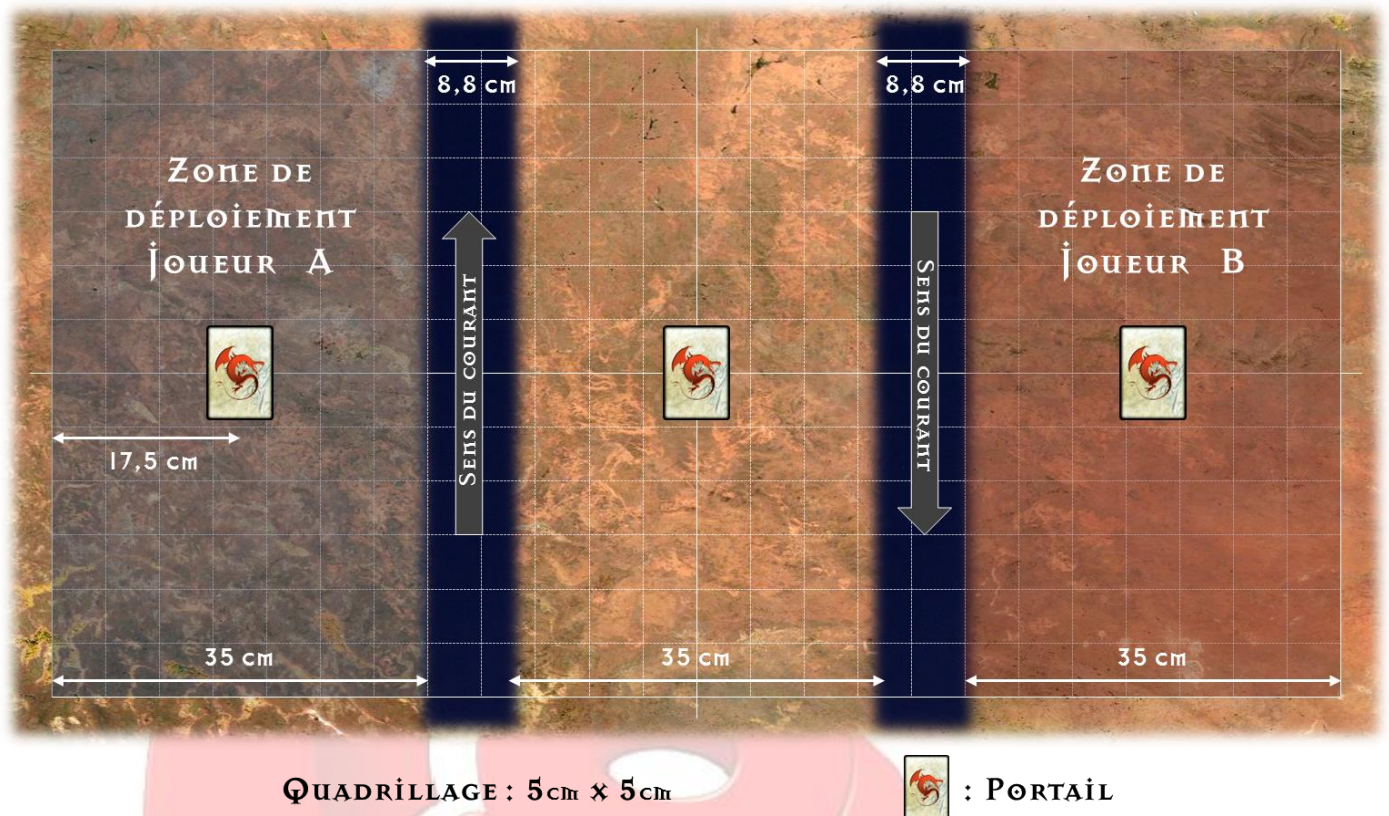 8,8 cm
8,8 cm
Zone de
déploiement
Joueur A
Zone de
déploiement
Joueur B
Sens du courant
Sens du courant
17,5 cm
35 cm
35 cm
35 cm
Quadrillage : 5cm x 5cm
: Portail